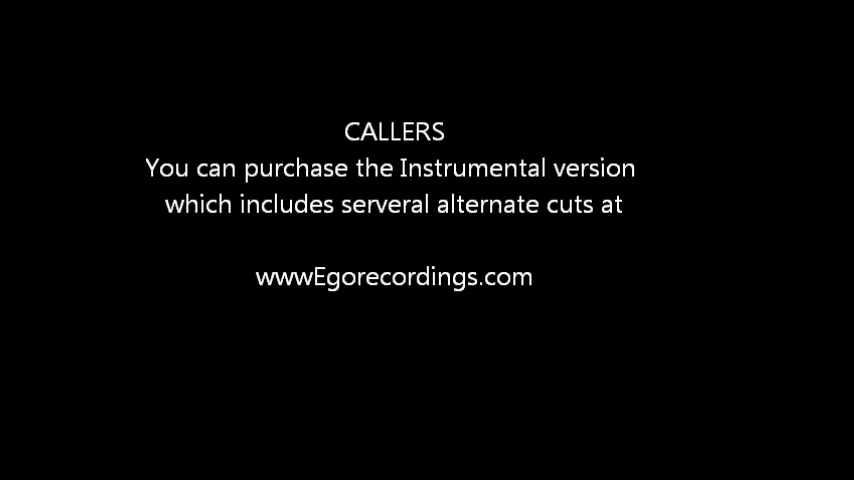 CALLERS
You can purchase the Instrumental version
which includes serveral alternate cuts at
wwwEgorecordings.com